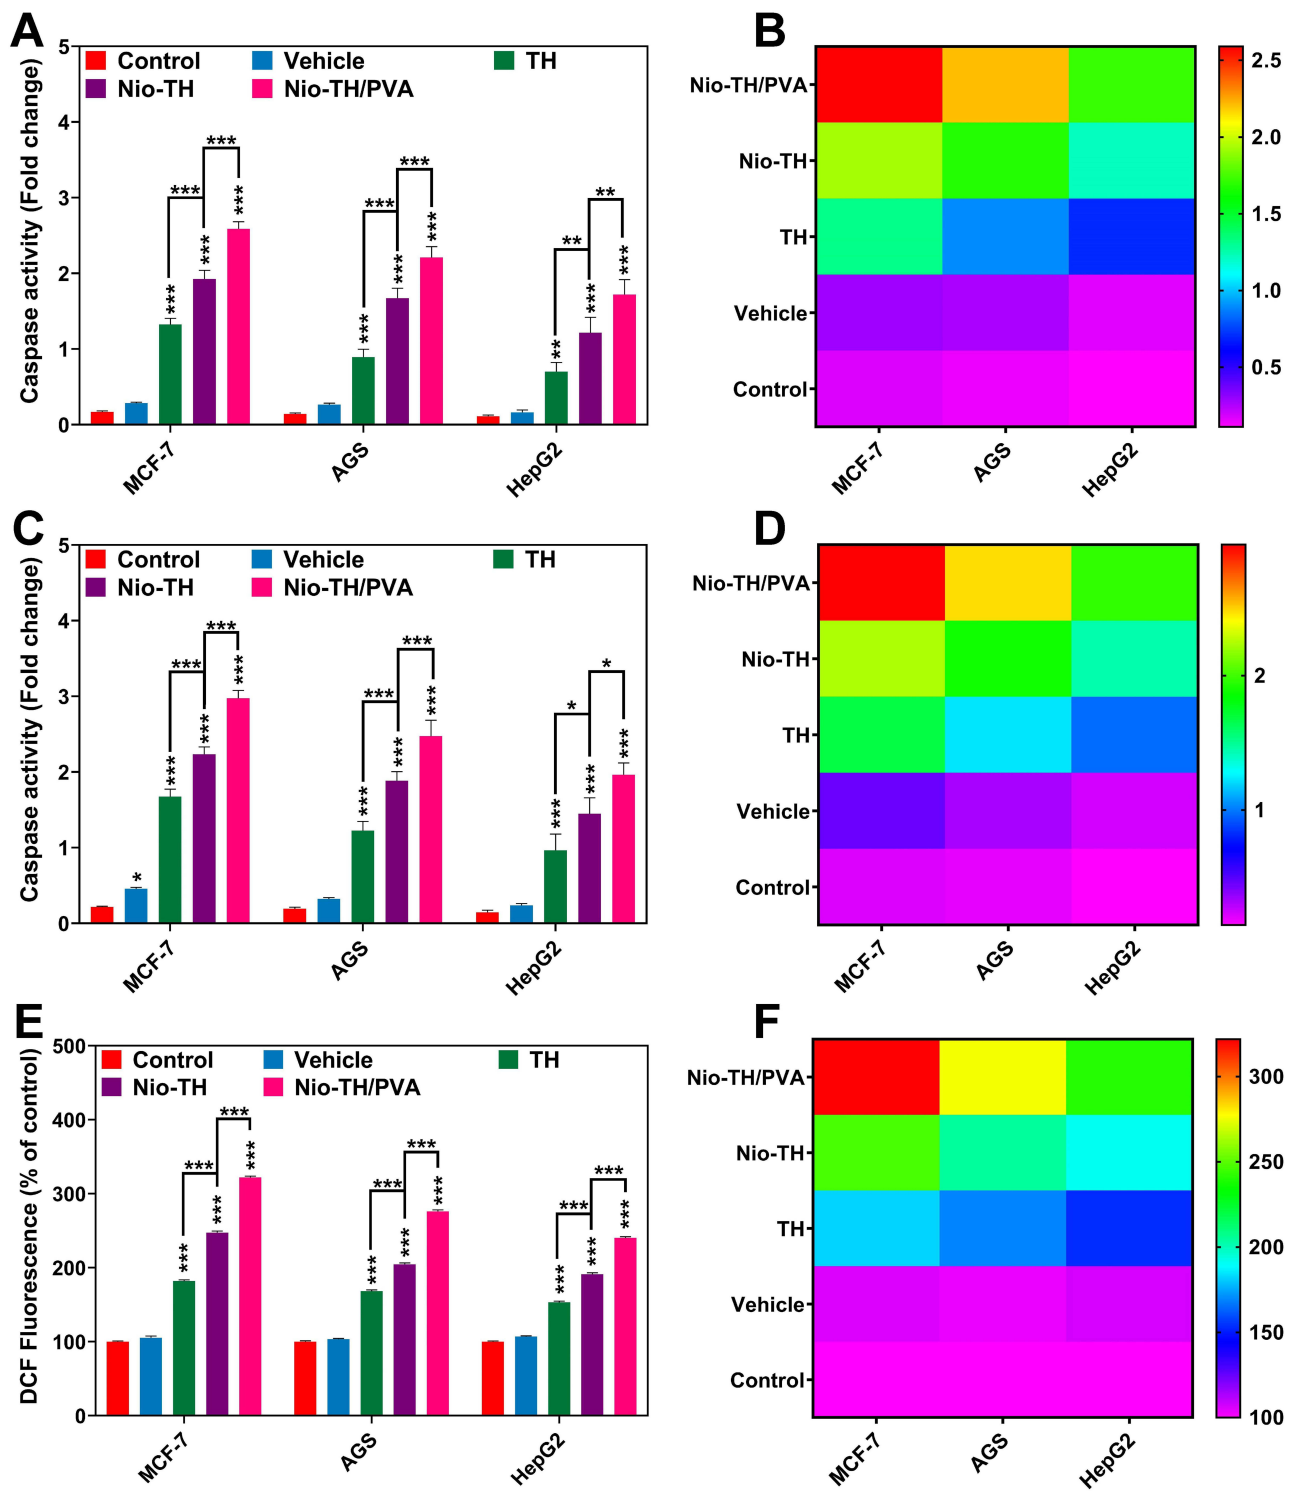 A
Control Vehicle TH
Nio-TH Nio-TH/PVA
Caspase activity (Fold change)
5
4
3
2
1
0
*** *** *** *** ***
*** *** *** *** ***
** ** ** *** ***
MCF-7 AGS HepG2
B
Nio-TH/PVA
Nio-TH
TH
Vehicle
Control
MCF-7 AGS HepG2
2.5
2.0
1.5
1.0
0.5
C
Control Vehicle TH
Nio-TH Nio-TH/PVA
Caspase activity (Fold change)
5
4
3
2
1
0
* *** *** *** *** ***
*** *** *** *** ***
* * *** *** ***
MCF-7 AGS HepG2
D
Nio-TH/PVA
Nio-TH
TH
Vehicle
Control
MCF-7 AGS HepG2
2
1
E
Control Vehicle TH
Nio-TH Nio-TH/PVA
DCF Fluorescence (% of control)
500
400
300
200
100
0
*** *** *** *** ***
*** *** *** *** ***
*** *** *** *** ***
MCF-7 AGS HepG2
F
Nio-TH/PVA
Nio-TH
TH
Vehicle
Control
MCF-7 AGS HepG2
300
250
200
150
100